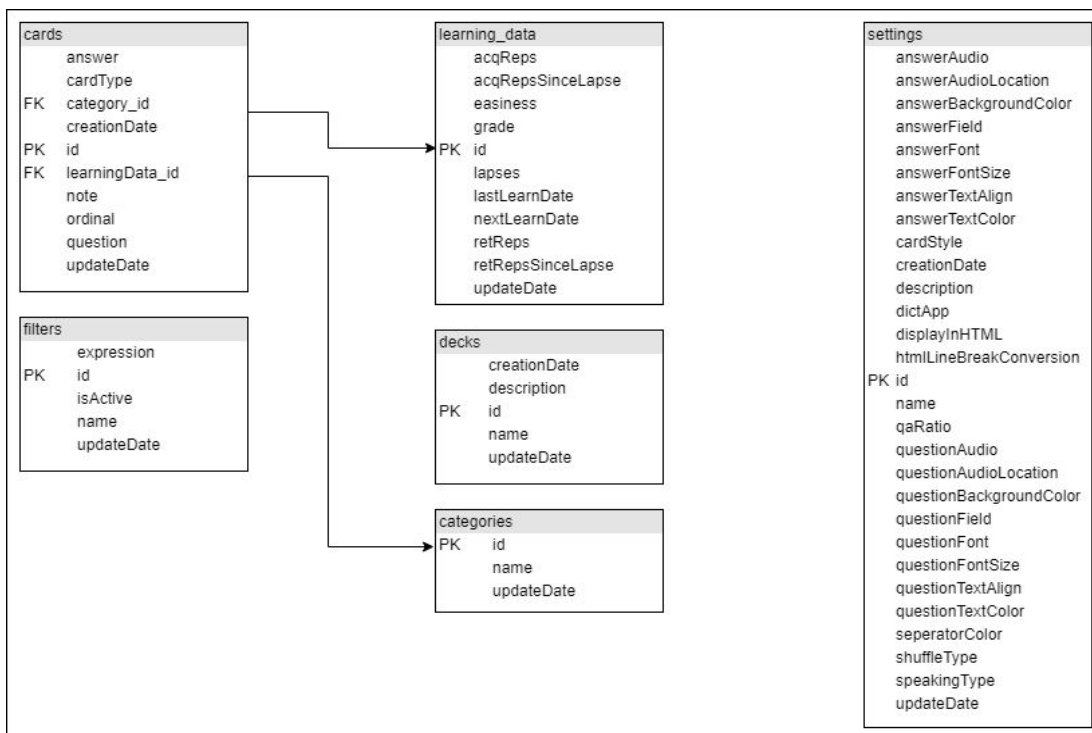 cards
answer
cardType
FK category_id
creationDate
PK id
FK learningData_id
note
ordinal
question
updateDate
filters
expression
PK id
isActive
name
updateDate
learning_data
acqReps
acqRepsSinceLapse
easiness
grade
PK id
lapses
lastLearnDate
nextLearnDate
retReps
retRepsSinceLapse
updateDate
decks
creationDate
description
PK id
name
updateDate
categories
PK id
name
updateDate
settings
answerAudio
answerAudioLocation
answerBackgroundColor
answerField
answerFont
answerFontSize
answerTextAlign
answerTextColor
cardStyle
creationDate
description
dictApp
displayInHTML
htmlLineBreakConversion
PK id
name
qaRatio
questionAudio
questionAudioLocation
questionBackgroundColor
questionField
questionFont
questionFontSize
questionTextAlign
questionTextColor
seperatorColor
shuffleType
speakingType
updateDate